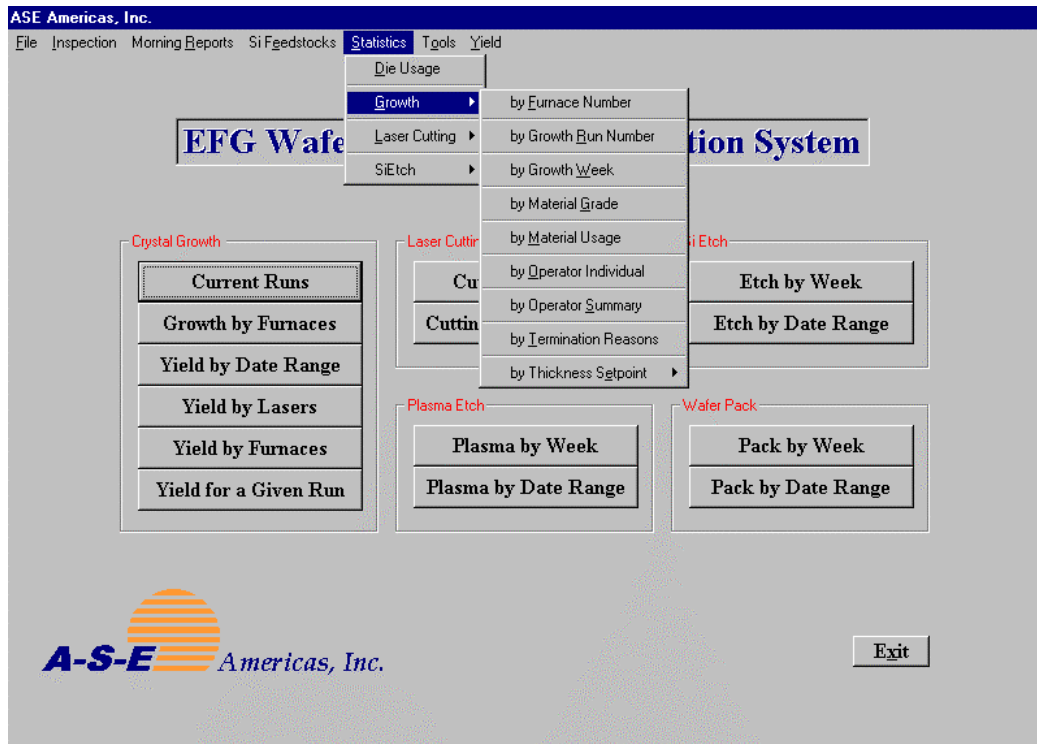 ASE Americas, Inc.
File Inspection Morning Reports Si Feedstocks Statistics Tools Yield
Die Usage
Growth
Laser Cutting
SiEtch
by Furnace Number
by Growth Run Number
by Growth Week
by Material Grade
by Material Usage
by Operator Individual
by Operator Summary
by Termination Reasons
by Thickness Setpoint
EFG System
Crystal Growth
Current Runs
Growth by Furnaces
Yield by Date Range
Yield by Lasers
Yield by Furnaces
Yield for a Given Run
Laser
Etch
Etch by Week
Etch by Date Range
Plasma Etch
Plasma by Week
Plasma by Date Range
Wafer Pack
Pack by Week
Pack by Date Range
A-S-E Americas, Inc.
Exit